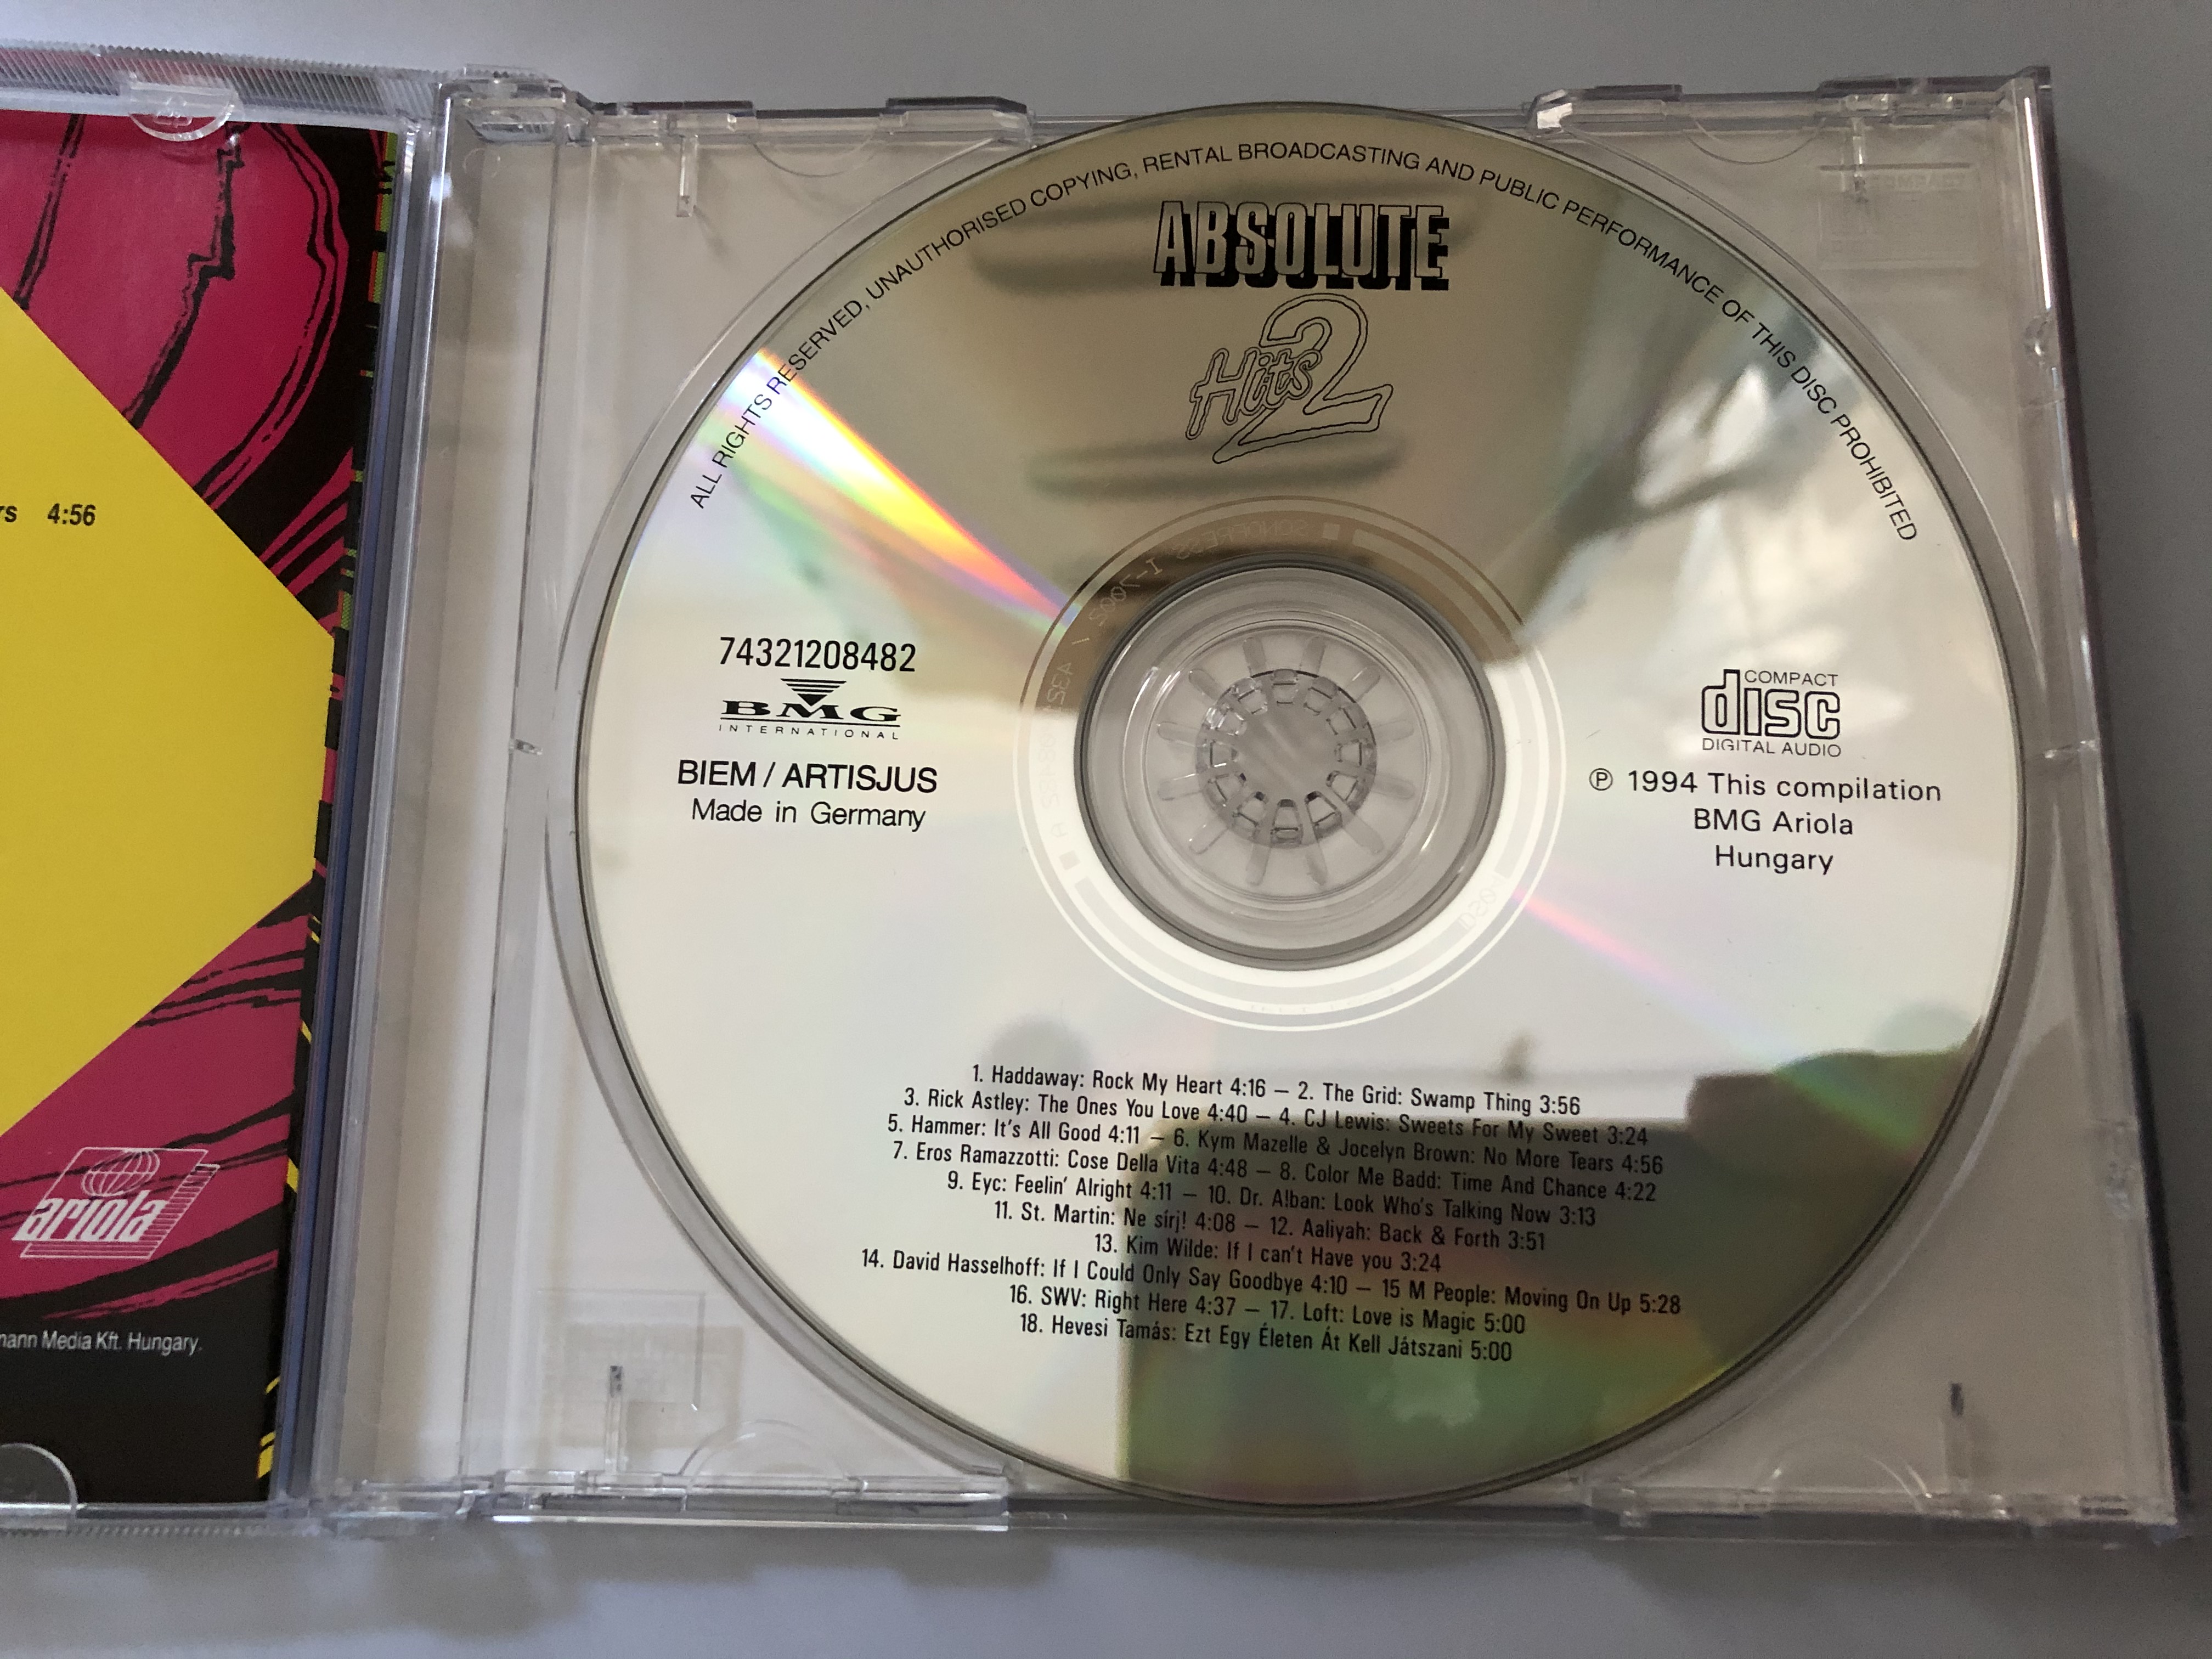 4:56
ariola
Media Kft. Hungary.
ALL RIGHTS RESERVED, UNAUTHORISED COPYING, RENTAL BROADCASTING AND PUBLIC PERFORMANCE OF THIS DISC PROHIBITED
ABSOLUTE
Hits 2
74321208482
BMG
INTERNATIONAL
BIEM / ARTISJUS
Made in Germany
COMPACT
disc
DIGITAL AUDIO
℗ 1994 This compilation
BMG Ariola
Hungary
1. Haddaway: Rock My Heart 4:16 – 2. The Grid: Swamp Thing 3:56
3. Rick Astley: The Ones You Love 4:40 – 4. CJ Lewis: Sweets For My Sweet 3:24
5. Hammer: It's All Good 4:11 – 6. Kym Mazelle & Jocelyn Brown: No More Tears 4:56
7. Eros Ramazzotti: Cose Della Vita 4:48 – 8. Color Me Badd: Time And Chance 4:22
9. Eyc: Feelin' Alright 4:11 – 10. Dr. Alban: Look Who's Talking Now 3:13
11. St. Martin: Ne sírj! 4:08 – 12. Aaliyah: Back & Forth 3:51
13. Kim Wilde: If I can't Have you 3:24
14. David Hasselhoff: If I Could Only Say Goodbye 4:10 – 15 M People: Moving On Up 5:28
16. SWV: Right Here 4:37 – 17. Loft: Love is Magic 5:00
18. Hevesi Tamás: Ezt Egy Életen Át Kell Játszani 5:00